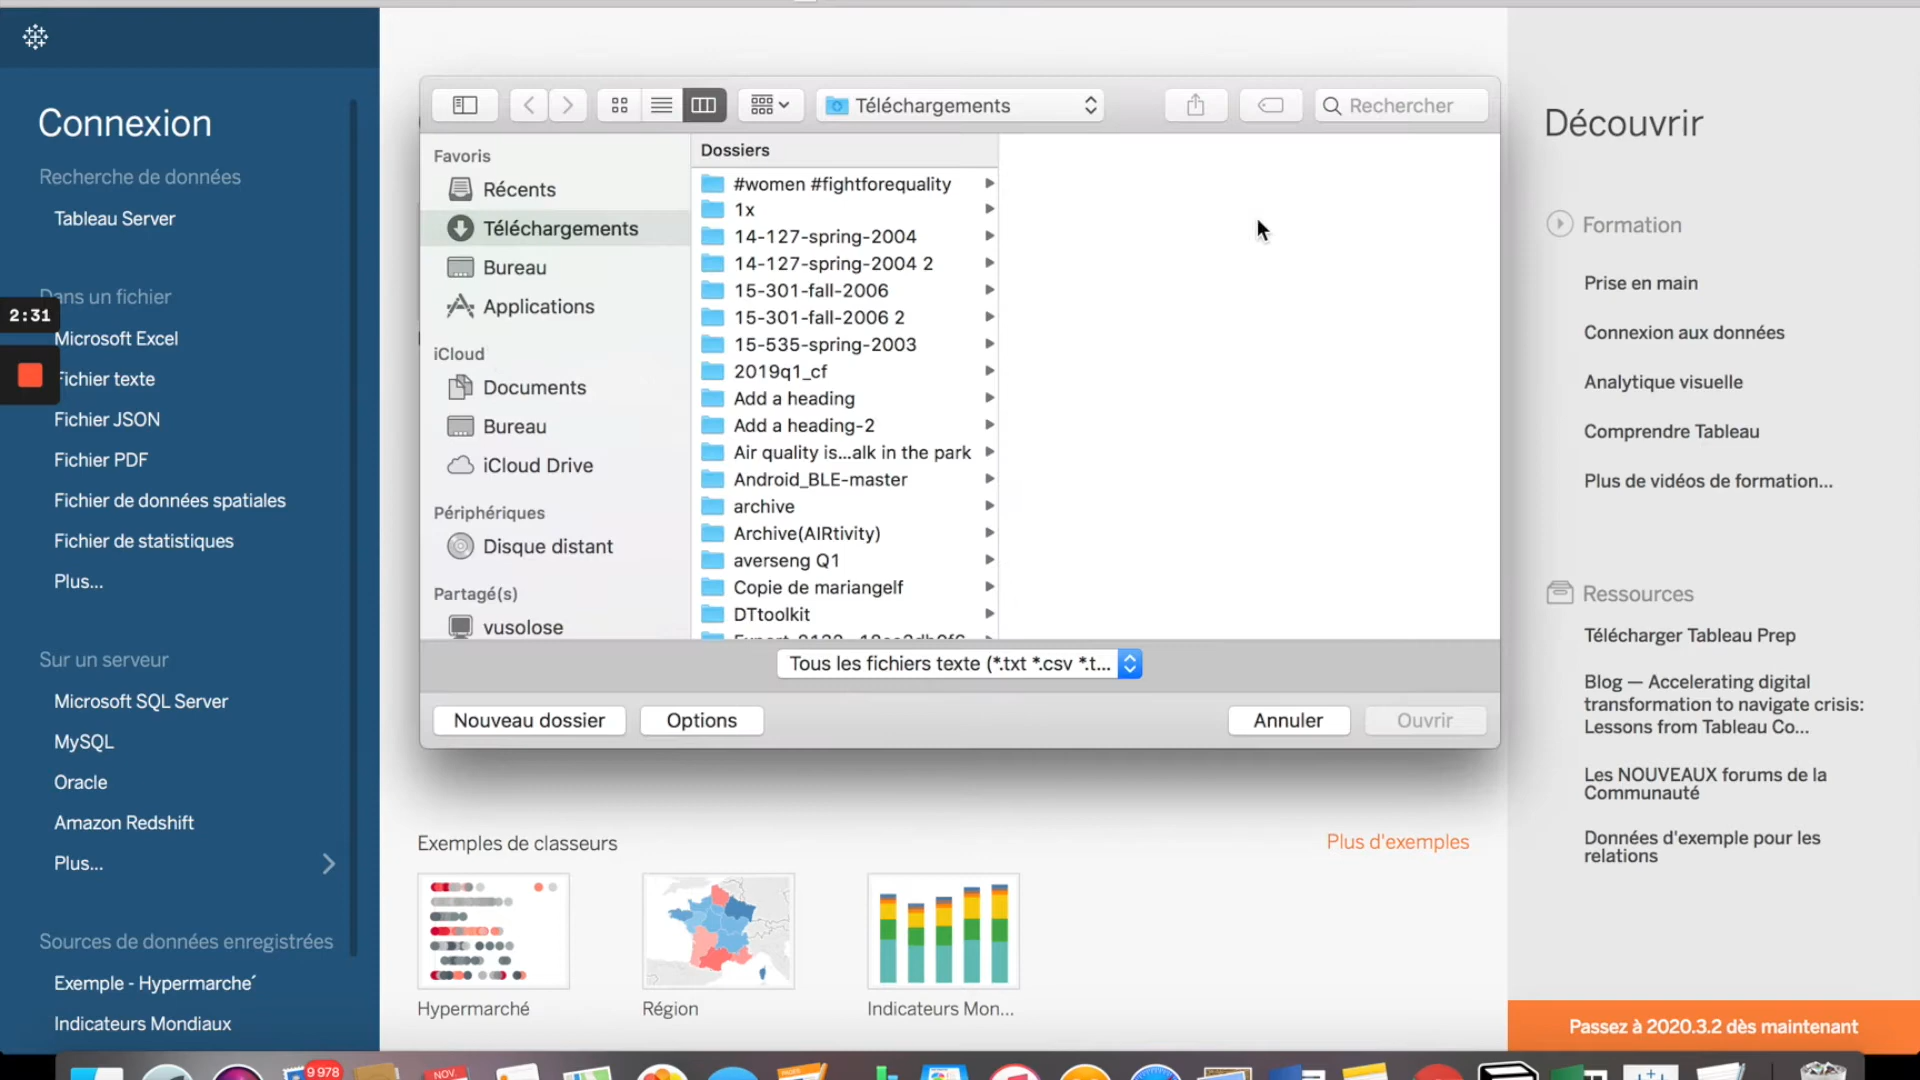 Connexion
Recherche de données
Tableau Server
Dans un fichier
2:31
Microsoft Excel
Fichier texte
Fichier JSON
Fichier PDF
Fichier de données spatiales
Fichier de statistiques
Plus...
Sur un serveur
Microsoft SQL Server
MySQL
Oracle
Amazon Redshift
Plus...
Sources de données enregistrées
Exemple - Hypermarche´
Indicateurs Mondiaux
Téléchargements
Rechercher
Favoris
Récents
Téléchargements
Bureau
Applications
iCloud
Documents
Bureau
iCloud Drive
Périphériques
Disque distant
Partagé(s)
vusolose
Dossiers
#women #fightforequality
1x
14-127-spring-2004
14-127-spring-2004 2
15-301-fall-2006
15-301-fall-2006 2
15-535-spring-2003
2019q1_cf
Add a heading
Add a heading-2
Air quality is...alk in the park
Android_BLE-master
archive
Archive(AIRtivity)
averseng Q1
Copie de mariangelf
DTtoolkit
Tous les fichiers texte (*.txt *.csv *.t...
Nouveau dossier
Options
Annuler
Ouvrir
Exemples de classeurs
Plus d'exemples
Hypermarché
Région
Indicateurs Mon...
Découvrir
Formation
Prise en main
Connexion aux données
Analytique visuelle
Comprendre Tableau
Plus de vidéos de formation...
Ressources
Télécharger Tableau Prep
Blog — Accelerating digital
transformation to navigate crisis:
Lessons from Tableau Co...
Les NOUVEAUX forums de la
Communauté
Données d'exemple pour les
relations
Passez à 2020.3.2 dès maintenant
9 978
NOV.
PAGES